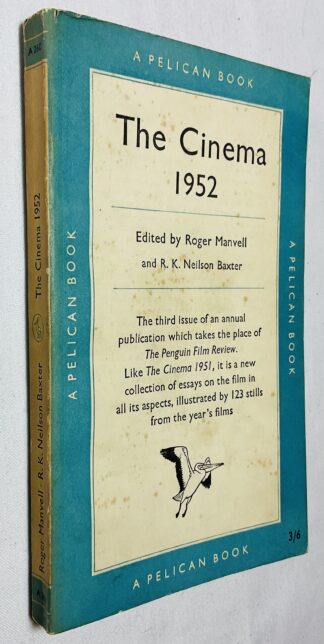 A PELICAN BOOK
The Cinema
1952
Edited by Roger Manvell
and R. K. Neilson Baxter
The third issue of an annual
publication which takes the place of
The Penguin Film Review.
Like The Cinema 1951, it is a new
collection of essays on the film in
all its aspects, illustrated by 123 stills
from the year's films
3/6
A PELICAN BOOK
A PELICAN BOOK
A PELICAN BOOK
The Cinema 1952
Roger Manvell R. K. Neilson Baxter